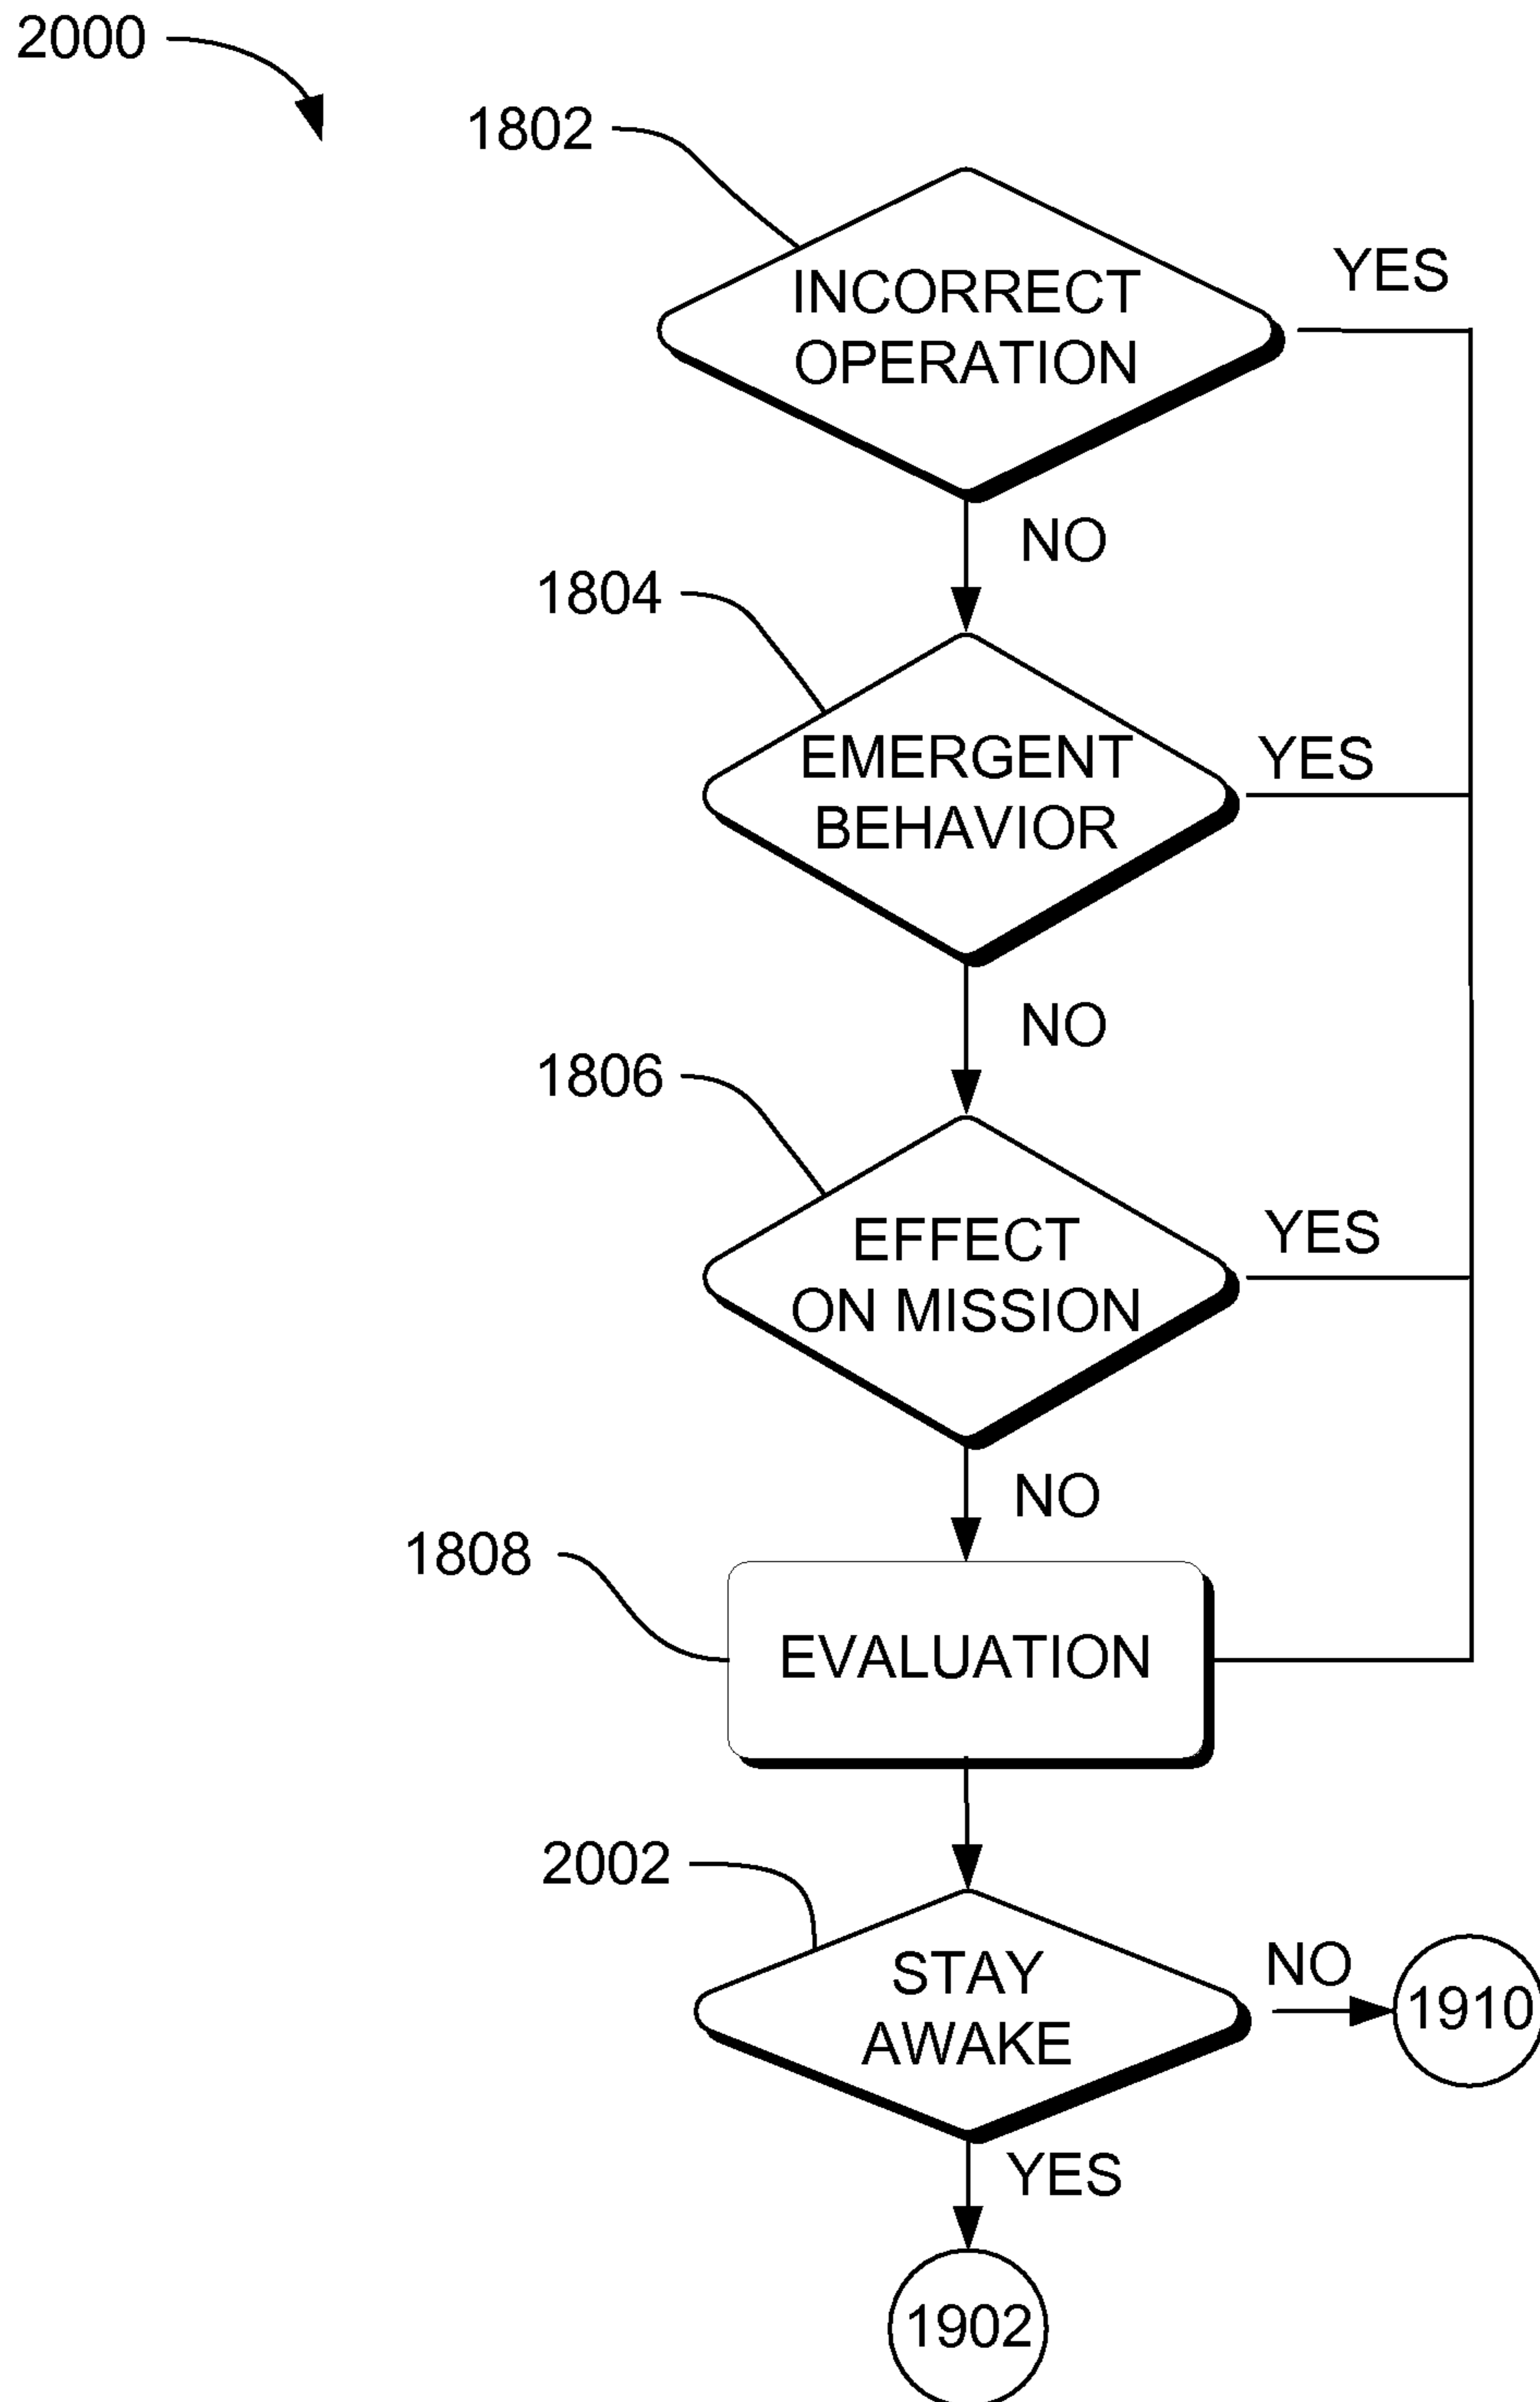 2000
1802
INCORRECT
OPERATION
YES
NO
1804
EMERGENT
BEHAVIOR
YES
NO
1806
EFFECT
ON MISSION
YES
NO
1808
EVALUATION
2002
STAY
AWAKE
NO
1910
YES
1902